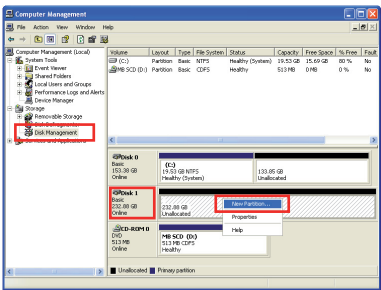 Computer Management
File Action View Window Help
Computer Management (Local)
System Tools
Event Viewer
Shared Folders
Local Users and Groups
Performance Logs and Alerts
Device Manager
Storage
Removable Storage
Disk Management
Volume Layout Type File System Status Capacity Free Space % Free Fault
(C:) Partition Basic NTFS Healthy (System) 19.53 GB 15.69 GB 80 % No
MB SCD (D:) Partition Basic CDFS Healthy 513 MB 0 MB 0 % No
Disk 0
Basic
153.38 GB
Online
(C:)
19.53 GB NTFS
Healthy (System)
133.85 GB
Unallocated
Disk 1
Basic
232.88 GB
Online
232.88 GB
Unallocated
New Partition...
Properties
Help
CD-ROM 0
DVD
513 MB
Online
MB SCD (D:)
513 MB CDFS
Healthy
Unallocated Primary partition